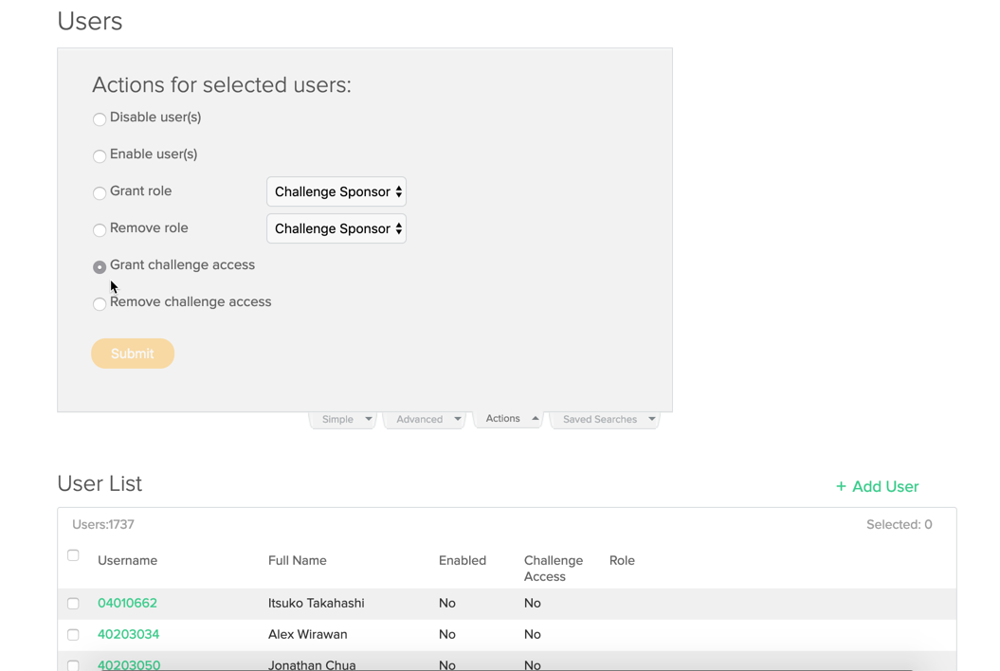 Users
Actions for selected users:
Disable user(s)
Enable user(s)
Grant role Challenge Sponsor
Remove role Challenge Sponsor
Grant challenge access
Remove challenge access
Submit
Simple Advanced Actions Saved Searches
User List + Add User
Users:1737 Selected: 0
Username Full Name Enabled Challenge Access Role
04010662 Itsuko Takahashi No No
40203034 Alex Wirawan No No
40203050 Jonathan Chua No No